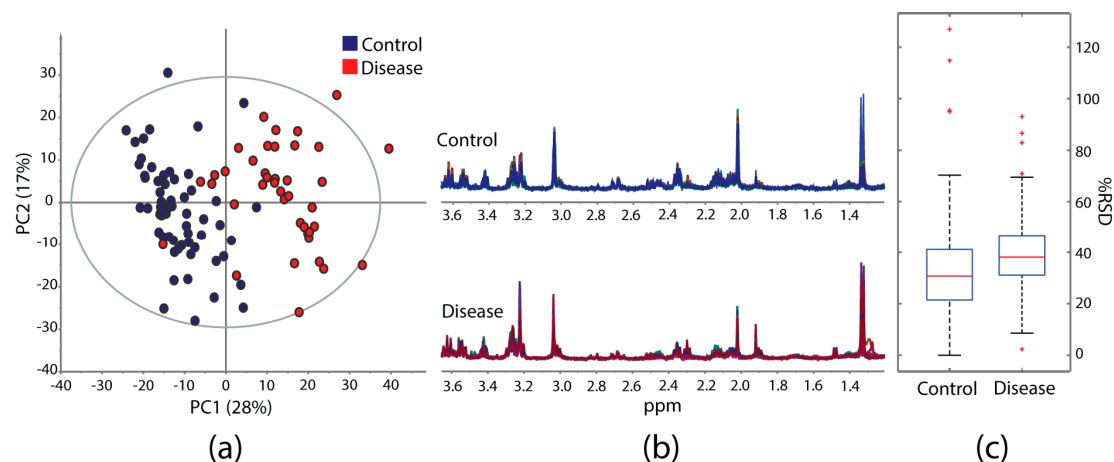 Control
Disease
30
20
10
0
-10
-20
-30
-40
PC2 (17%)
-40 -20 0 20 40
PC1 (28%)
(a)
Control
3.6 3.4 3.2 3.0 2.8 2.6 2.4 2.2 2.0 1.8 1.6 1.4
Disease
3.6 3.4 3.2 3.0 2.8 2.6 2.4 2.2 2.0 1.8 1.6 1.4
ppm
(b)
120
100
80
60
40
20
0
%RSD
Control Disease
(c)